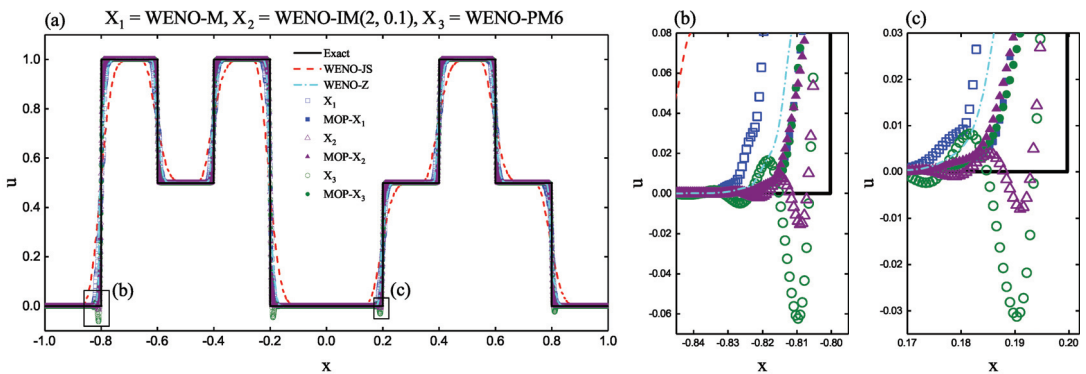 (a) X₁ = WENO-M, X₂ = WENO-IM(2, 0.1), X₃ = WENO-PM6
Exact
WENO-JS
WENO-Z
X₁
MOP-X₁
X₂
MOP-X₂
X₃
MOP-X₃
(b)
(c)
u
1.0
0.8
0.6
0.4
0.2
0.0
-1.0 -0.8 -0.6 -0.4 -0.2 0.0 0.2 0.4 0.6 0.8 1.0
x
(b)
u
0.08
0.06
0.04
0.02
0.00
-0.02
-0.04
-0.06
-0.84 -0.83 -0.82 -0.81 -0.80
x
(c)
u
0.03
0.02
0.01
0.00
-0.01
-0.02
-0.03
0.17 0.18 0.19 0.20
x